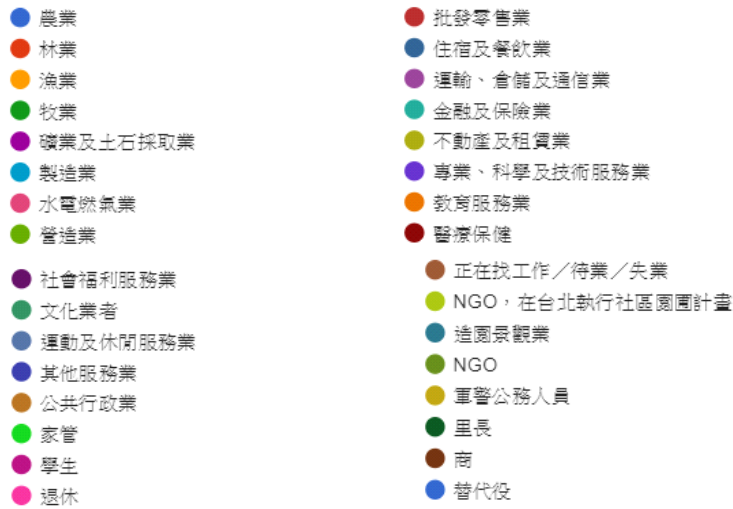 農業
林業
漁業
牧業
礦業及土石採取業
製造業
水電燃氣業
營造業
批發零售業
住宿及餐飲業
運輸、倉儲及通信業
金融及保險業
不動產及租賃業
專業、科學及技術服務業
教育服務業
醫療保健
社會福利服務業
文化業者
運動及休閒服務業
其他服務業
公共行政業
家管
學生
退休
正在找工作／待業／失業
NGO，在台北執行社區園圃計畫
造園景觀業
NGO
軍警公務人員
里長
商
替代役